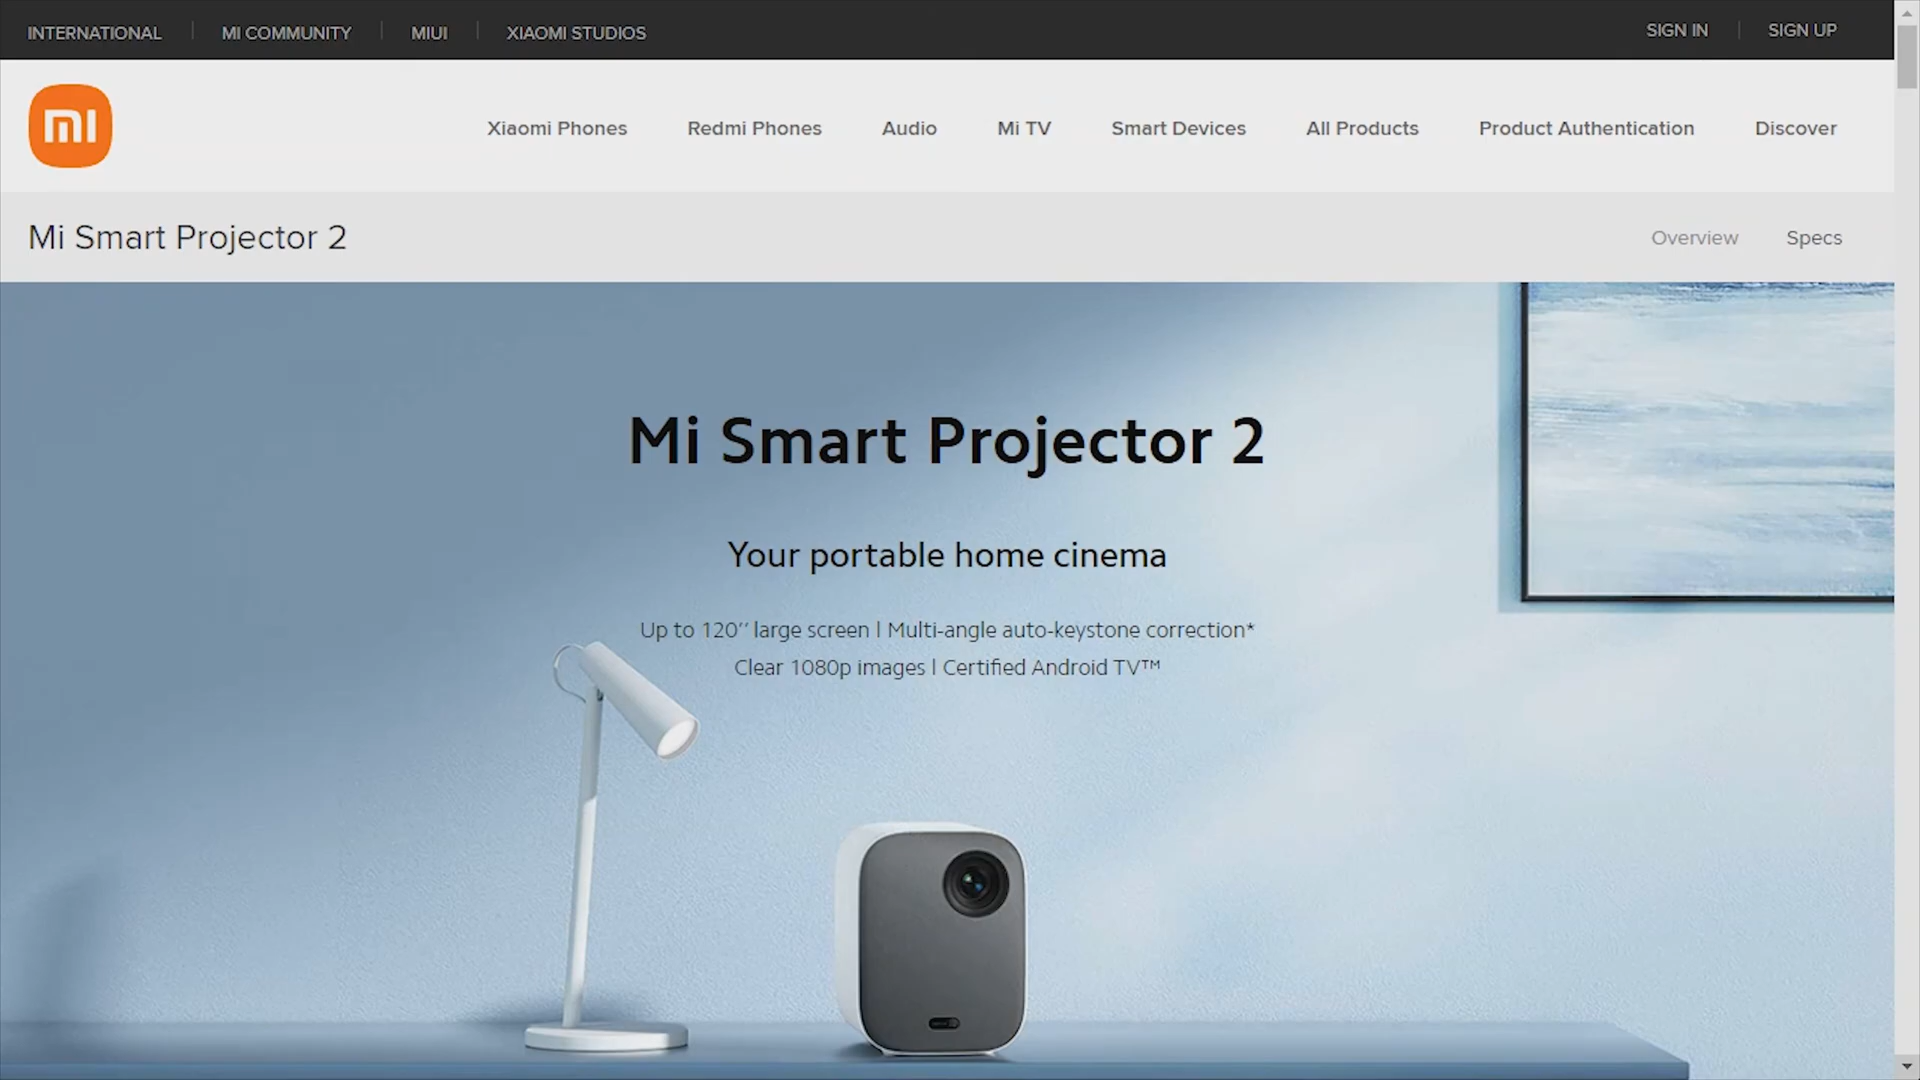 INTERNATIONAL | MI COMMUNITY | MIUI | XIAOMI STUDIOS SIGN IN | SIGN UP
mi Xiaomi Phones Redmi Phones Audio Mi TV Smart Devices All Products Product Authentication Discover
Mi Smart Projector 2 Overview Specs
Mi Smart Projector 2
Your portable home cinema
Up to 120’’ large screen | Multi-angle auto-keystone correction*
Clear 1080p images | Certified Android TV™